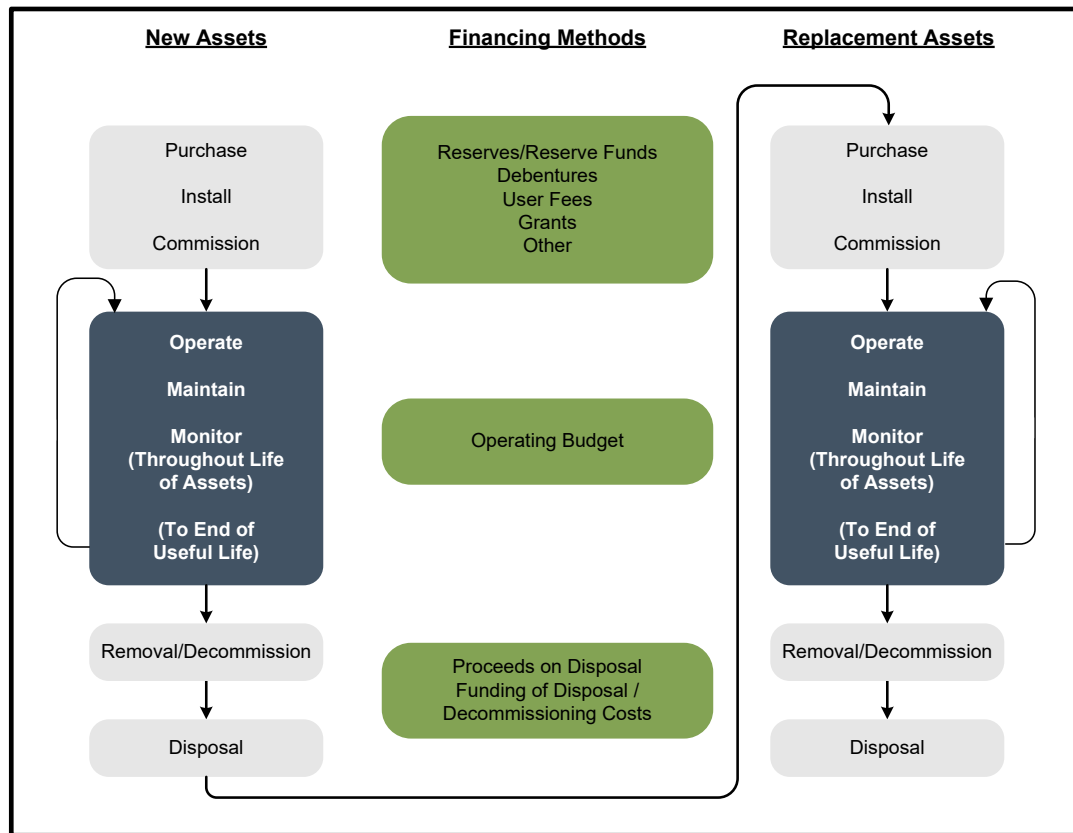 New Assets
Financing Methods
Replacement Assets
Purchase
Install
Commission
Operate
Maintain
Monitor
(Throughout Life
of Assets)
(To End of
Useful Life)
Removal/Decommission
Disposal
Reserves/Reserve Funds
Debentures
User Fees
Grants
Other
Operating Budget
Proceeds on Disposal
Funding of Disposal /
Decommissioning Costs
Purchase
Install
Commission
Operate
Maintain
Monitor
(Throughout Life
of Assets)
(To End of
Useful Life)
Removal/Decommission
Disposal